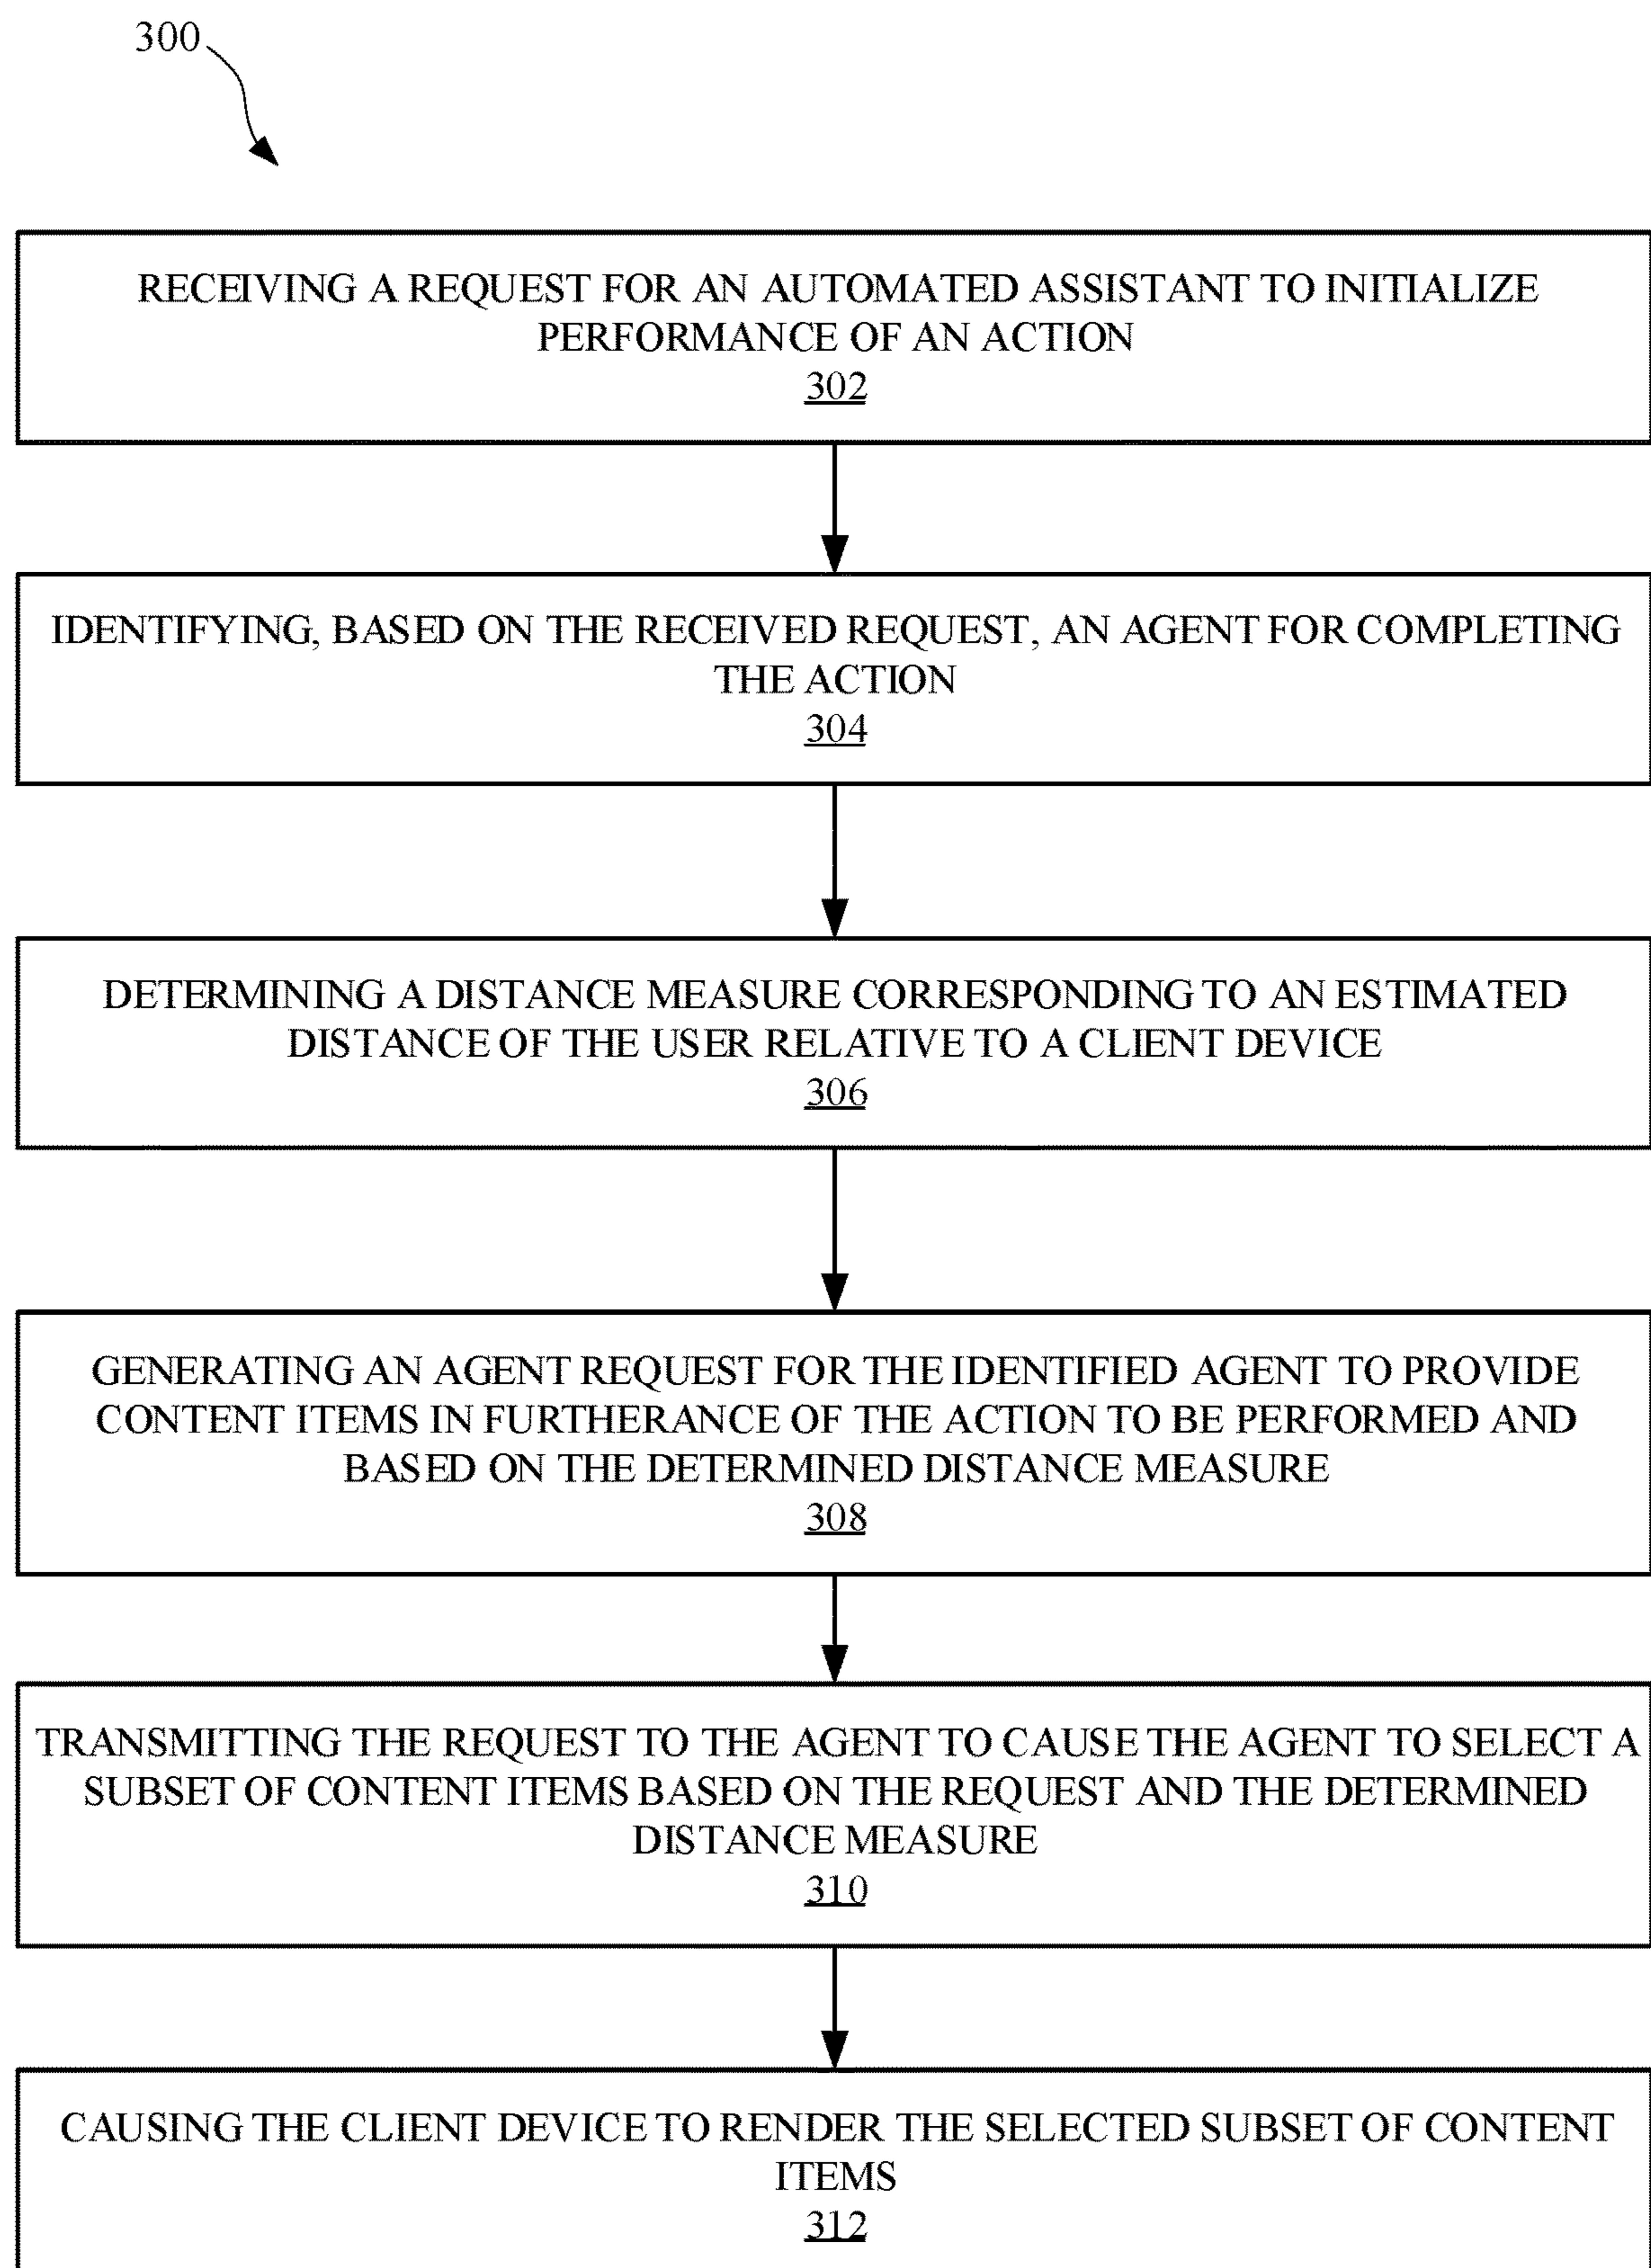 300
RECEIVING A REQUEST FOR AN AUTOMATED ASSISTANT TO INITIALIZE
PERFORMANCE OF AN ACTION
302
IDENTIFYING, BASED ON THE RECEIVED REQUEST, AN AGENT FOR COMPLETING
THE ACTION
304
DETERMINING A DISTANCE MEASURE CORRESPONDING TO AN ESTIMATED
DISTANCE OF THE USER RELATIVE TO A CLIENT DEVICE
306
GENERATING AN AGENT REQUEST FOR THE IDENTIFIED AGENT TO PROVIDE
CONTENT ITEMS IN FURTHERANCE OF THE ACTION TO BE PERFORMED AND
BASED ON THE DETERMINED DISTANCE MEASURE
308
TRANSMITTING THE REQUEST TO THE AGENT TO CAUSE THE AGENT TO SELECT A
SUBSET OF CONTENT ITEMS BASED ON THE REQUEST AND THE DETERMINED
DISTANCE MEASURE
310
CAUSING THE CLIENT DEVICE TO RENDER THE SELECTED SUBSET OF CONTENT
ITEMS
312